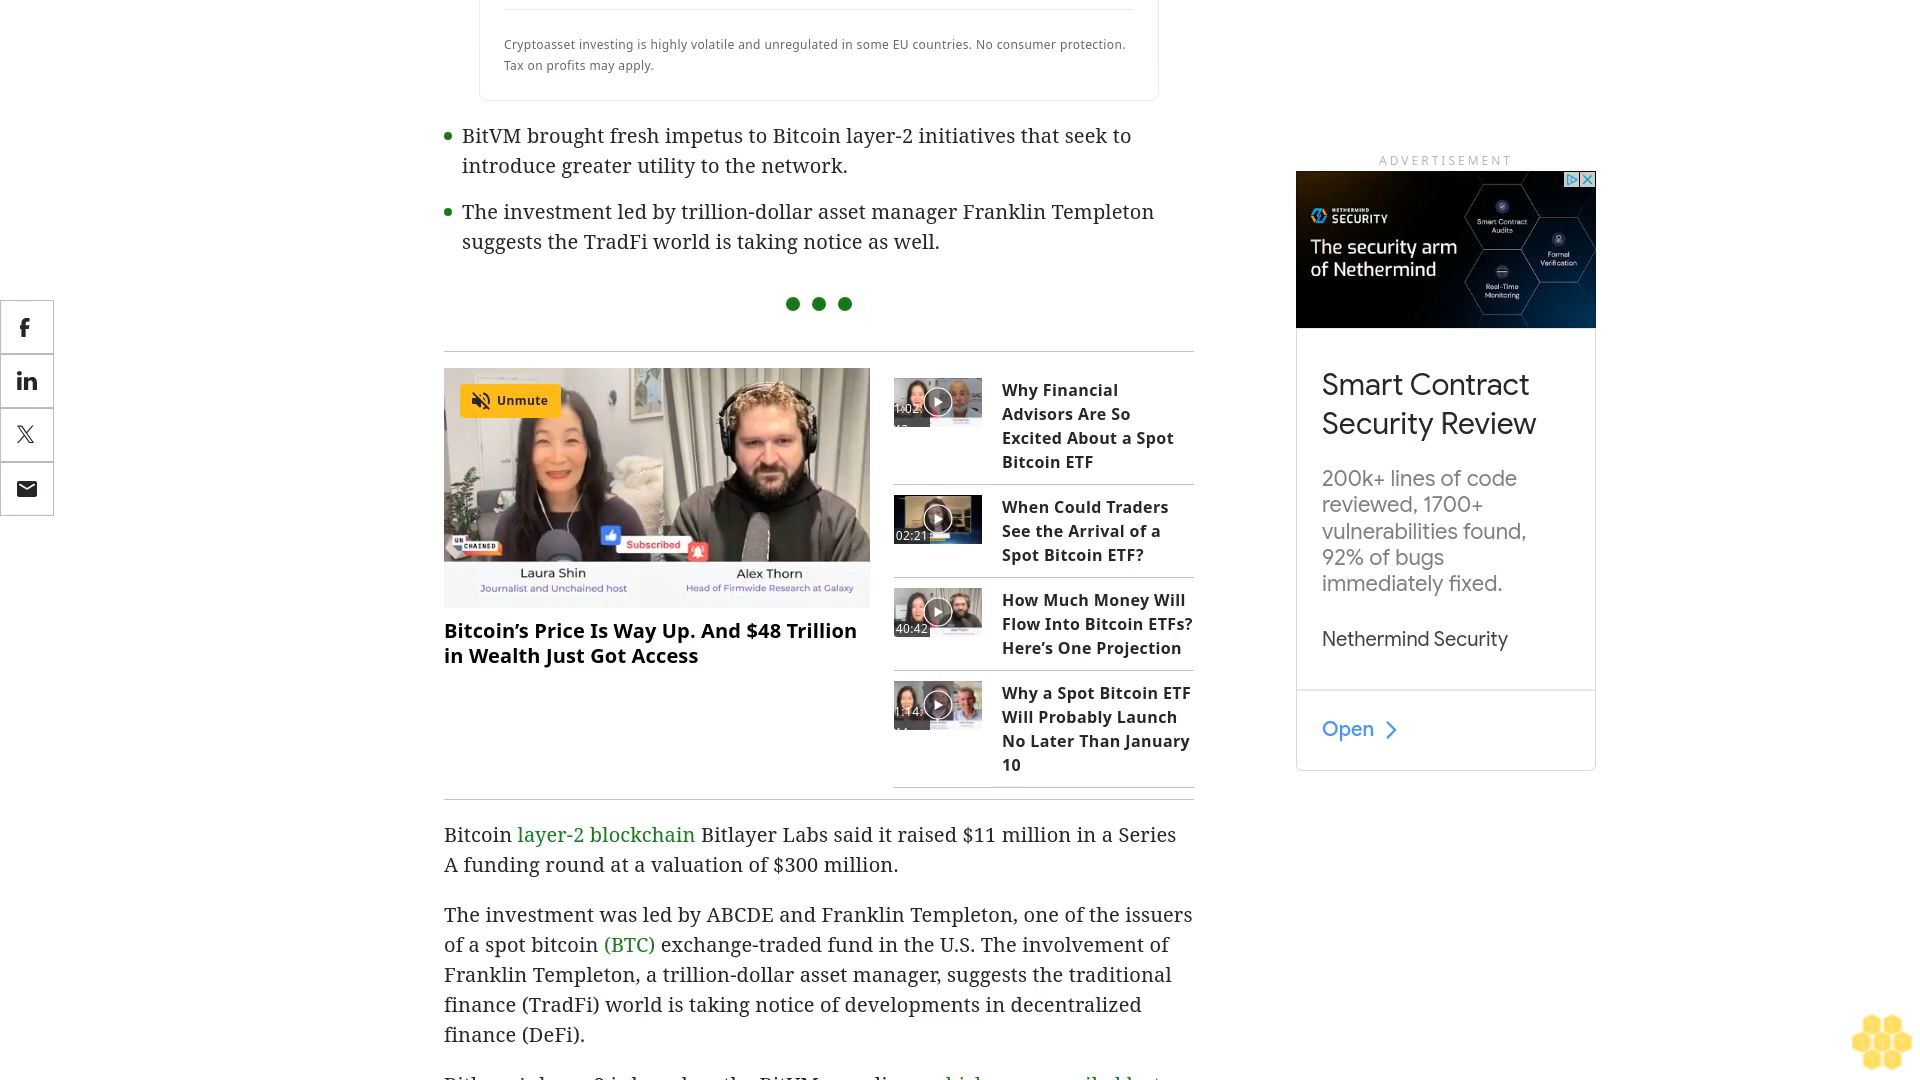 Cryptoasset investing is highly volatile and unregulated in some EU countries. No consumer protection.
Tax on profits may apply.
BitVM brought fresh impetus to Bitcoin layer-2 initiatives that seek to
introduce greater utility to the network.
The investment led by trillion-dollar asset manager Franklin Templeton
suggests the TradFi world is taking notice as well.
Unmute
UN
CHAINED
Subscribed
Laura Shin
Journalist and Unchained host
Alex Thorn
Head of Firmwide Research at Galaxy
Bitcoin’s Price Is Way Up. And $48 Trillion
in Wealth Just Got Access
1:02:
Why Financial
Advisors Are So
Excited About a Spot
Bitcoin ETF
02:21
When Could Traders
See the Arrival of a
Spot Bitcoin ETF?
40:42
How Much Money Will
Flow Into Bitcoin ETFs?
Here’s One Projection
1:14:
Why a Spot Bitcoin ETF
Will Probably Launch
No Later Than January
10
Bitcoin layer-2 blockchain Bitlayer Labs said it raised $11 million in a Series
A funding round at a valuation of $300 million.
The investment was led by ABCDE and Franklin Templeton, one of the issuers
of a spot bitcoin (BTC) exchange-traded fund in the U.S. The involvement of
Franklin Templeton, a trillion-dollar asset manager, suggests the traditional
finance (TradFi) world is taking notice of developments in decentralized
finance (DeFi).
ADVERTISEMENT
NETHERMIND
SECURITY
The security arm
of Nethermind
Smart Contract
Audits
Formal
Verification
Real-Time
Monitoring
Smart Contract
Security Review
200k+ lines of code
reviewed, 1700+
vulnerabilities found,
92% of bugs
immediately fixed.
Nethermind Security
Open